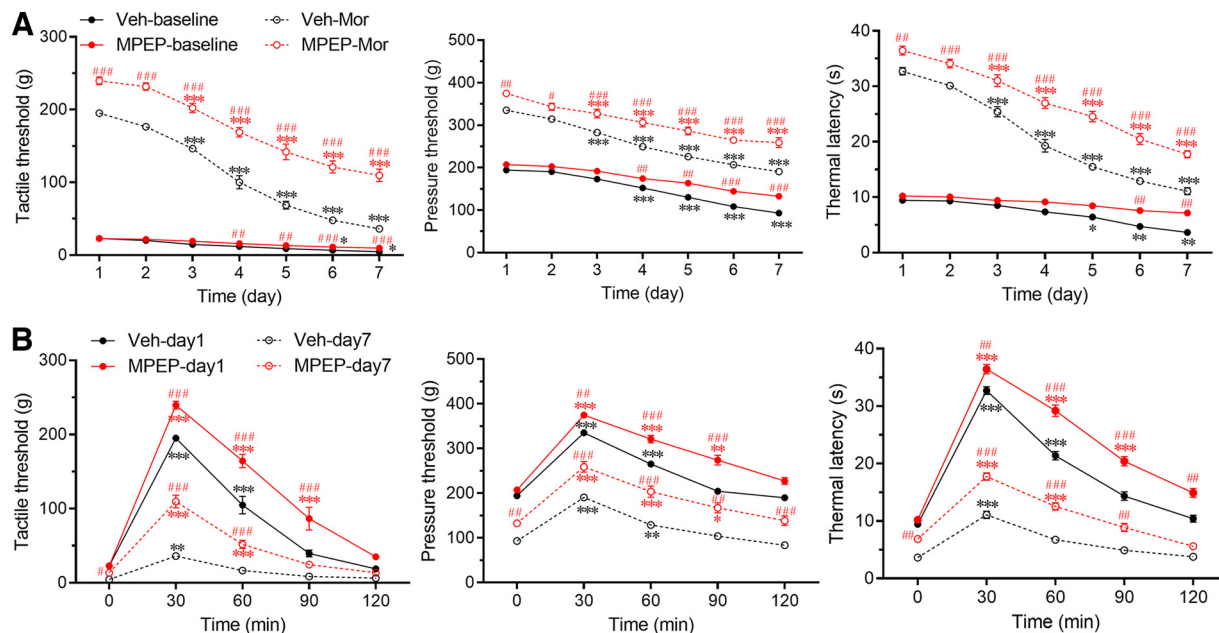 A
Veh-baseline
Veh-Mor
MPEP-baseline
MPEP-Mor
Tactile threshold (g)
300
200
100
0
### ### ### ### ### ### ###
*** *** *** *** ***
*** *** *** *** ***
## ## ### * ### *
1 2 3 4 5 6 7
Time (day)
Pressure threshold (g)
500
400
300
200
100
0
## # ### ### ### ### ###
*** *** *** *** ***
*** *** *** *** ***
## ## ### ###
*** *** *** ***
1 2 3 4 5 6 7
Time (day)
Thermal latency (s)
40
30
20
10
0
## ### ### ### ### ### ###
*** *** *** *** ***
*** *** *** *** ***
## ##
* ** **
1 2 3 4 5 6 7
Time (day)
B
Veh-day1
Veh-day7
MPEP-day1
MPEP-day7
Tactile threshold (g)
300
200
100
0
###
***
***
###
***
***
###
***
###
***
###
***
**
#
0 30 60 90 120
Time (min)
Pressure threshold (g)
500
400
300
200
100
0
##
***
***
###
***
***
###
**
###
***
###
***
##
*
###
##
***
**
0 30 60 90 120
Time (min)
Thermal latency (s)
40
30
20
10
0
##
***
***
###
***
***
###
***
##
###
***
###
***
##
##
***
0 30 60 90 120
Time (min)